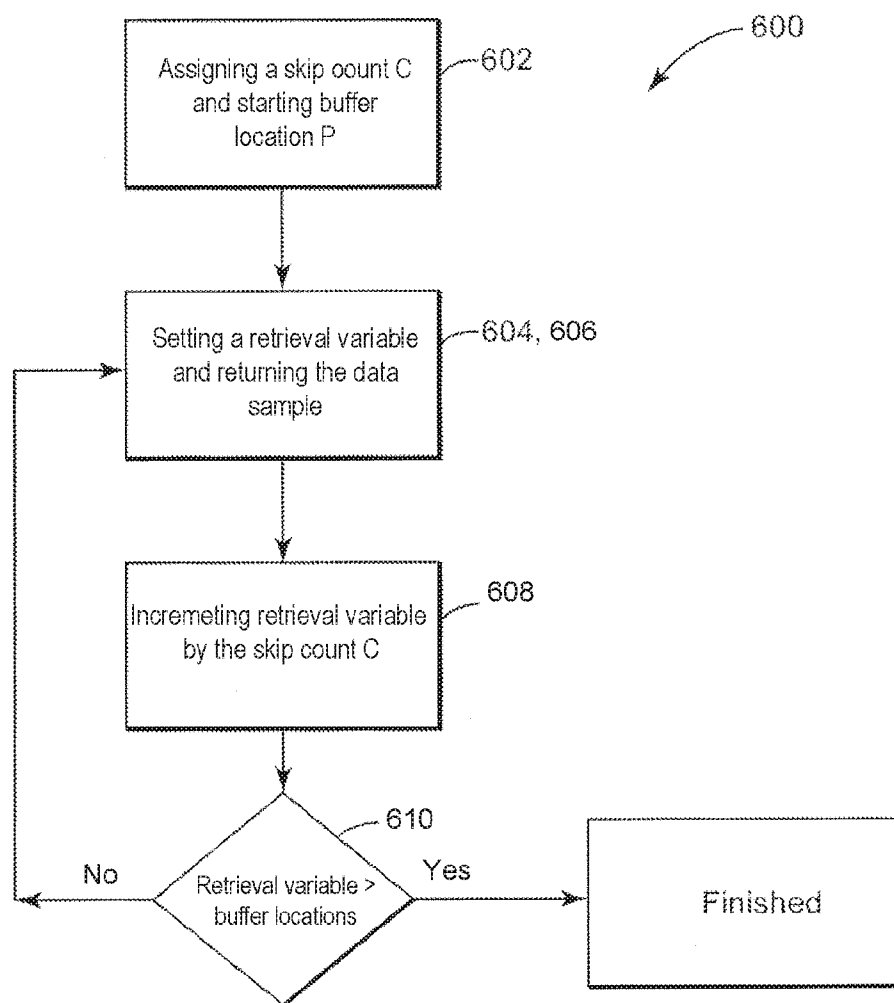 600
Assigning a skip count C
and starting buffer
location P
602
Setting a retrieval variable
and returning the data
sample
604, 606
Incremeting retrieval variable
by the skip count C
608
610
No
Retrieval variable >
buffer locations
Yes
Finished